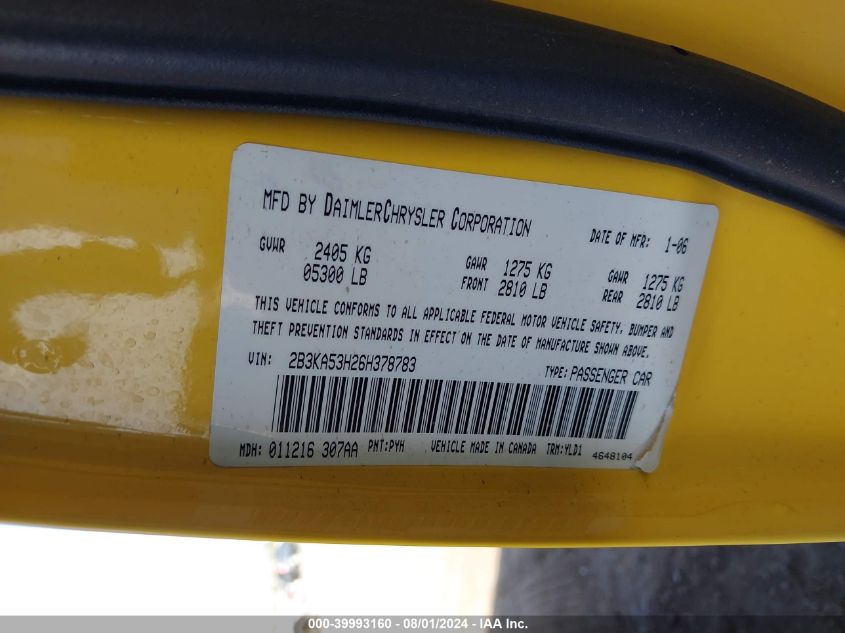 MFD BY DAIMLERCHRYSLER CORPORATION
DATE OF MFR: 1-06
GVWR 2405 KG
05300 LB
GAWR FRONT 1275 KG
2810 LB
GAWR REAR 1275 KG
2810 LB
THIS VEHICLE CONFORMS TO ALL APPLICABLE FEDERAL MOTOR VEHICLE SAFETY, BUMPER AND
THEFT PREVENTION STANDARDS IN EFFECT ON THE DATE OF MANUFACTURE SHOWN ABOVE.
VIN: 2B3KA53H26H378783 TYPE: PASSENGER CAR
MDH: 011216 307AA PNT:PYH VEHICLE MADE IN CANADA TRM:YLD1 4648104
000-39993160 - 08/01/2024 - IAA Inc.